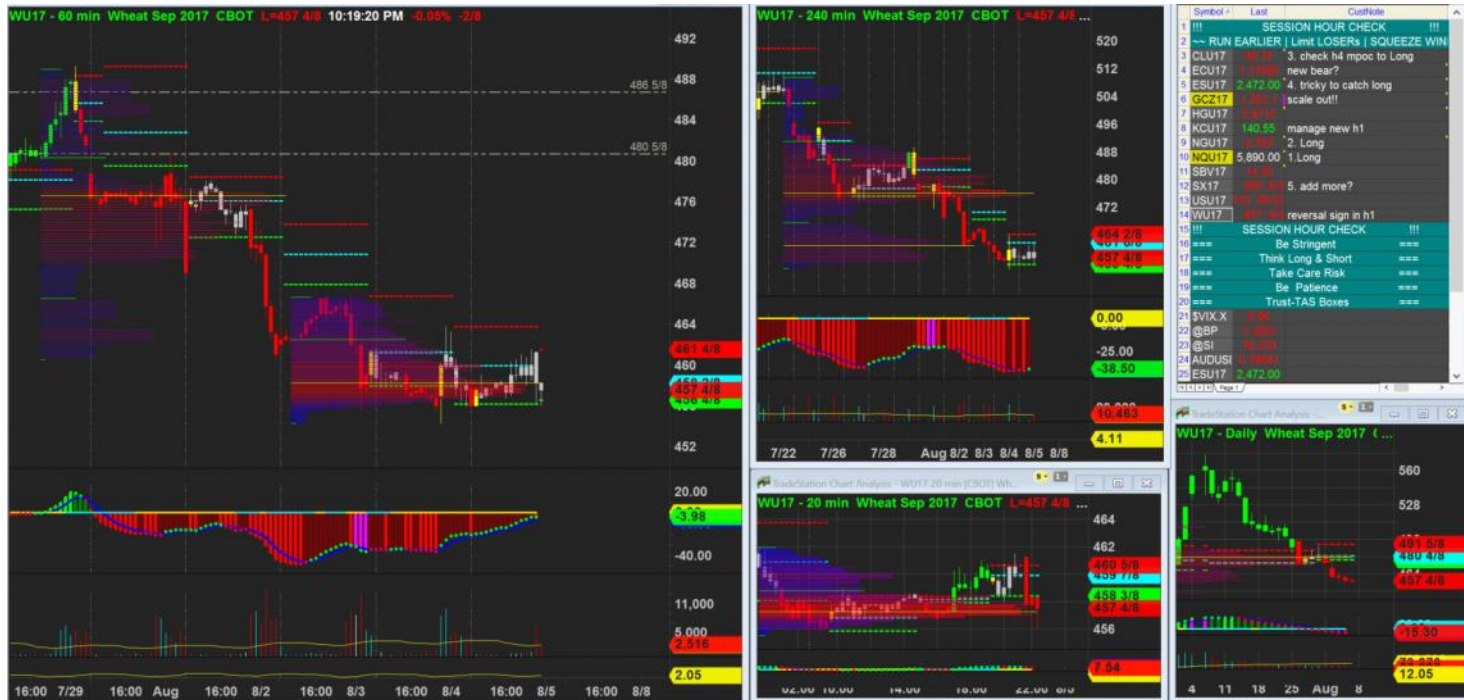 WU17 - 60 min Wheat Sep 2017 CBOT L=457 4/8 10:19:20 PM -0.05% -2/8
492
488
486 5/8
484
480 5/8
480
476
472
468
464
461 4/8
460
457 4/8
456 4/8
452
20.00
-3.98
-40.00
11,000
5,000
2,516
2.05
16:00 7/29 16:00 Aug 16:00 8/2 16:00 8/3 16:00 8/4 16:00 8/5 16:00 8/8
WU17 - 240 min Wheat Sep 2017 CBOT L=457 4/8 ...
520
512
504
496
488
480
472
464 2/8
457 4/8
0.00
-25.00
-38.50
10,463
4.11
7/22 7/26 7/28 Aug 8/2 8/3 8/4 8/5 8/8
TradeStation Chart Analysis - WU17 20 min [CBOT] Wh...
WU17 - 20 min Wheat Sep 2017 CBOT L=457 4/8 ...
464
462
460 5/8
459 7/8
458 3/8
457 4/8
456
7.54
02:00 10:00 14:00 18:00 22:00 8/5
Symbol Last CustNote
1 !!! SESSION HOUR CHECK !!!
2 ~~ RUN EARLIER | Limit LOSERs | SQUEEZE WIN
3 CLU17 3. check h4 mpoc to Long
4 ECU17 new bear?
5 ESU17 2,472.00 4. tricky to catch long
6 GCZ17 scale out!!
7 HGU17
8 KCU17 140.55 manage new h1
9 NGU17 2. Long
10 NQU17 5,890.00 1.Long
11 SBV17
12 SX17 5. add more?
13 USU17
14 WU17 reversal sign in h1
15 !!! SESSION HOUR CHECK !!!
16 === Be Stringent ===
17 === Think Long & Short ===
18 === Take Care Risk ===
19 === Be Patience ===
20 === Trust-TAS Boxes ===
21 $VIX.X
22 @BP
23 @SI
24 AUDUSI
25 ESU17 2,472.00
Page 1
TradeStation Chart Analysis - ...
WU17 - Daily Wheat Sep 2017 ( ...
560
528
491 5/8
480 4/8
457 4/8
-15.30
12.05
4 11 18 25 Aug 8